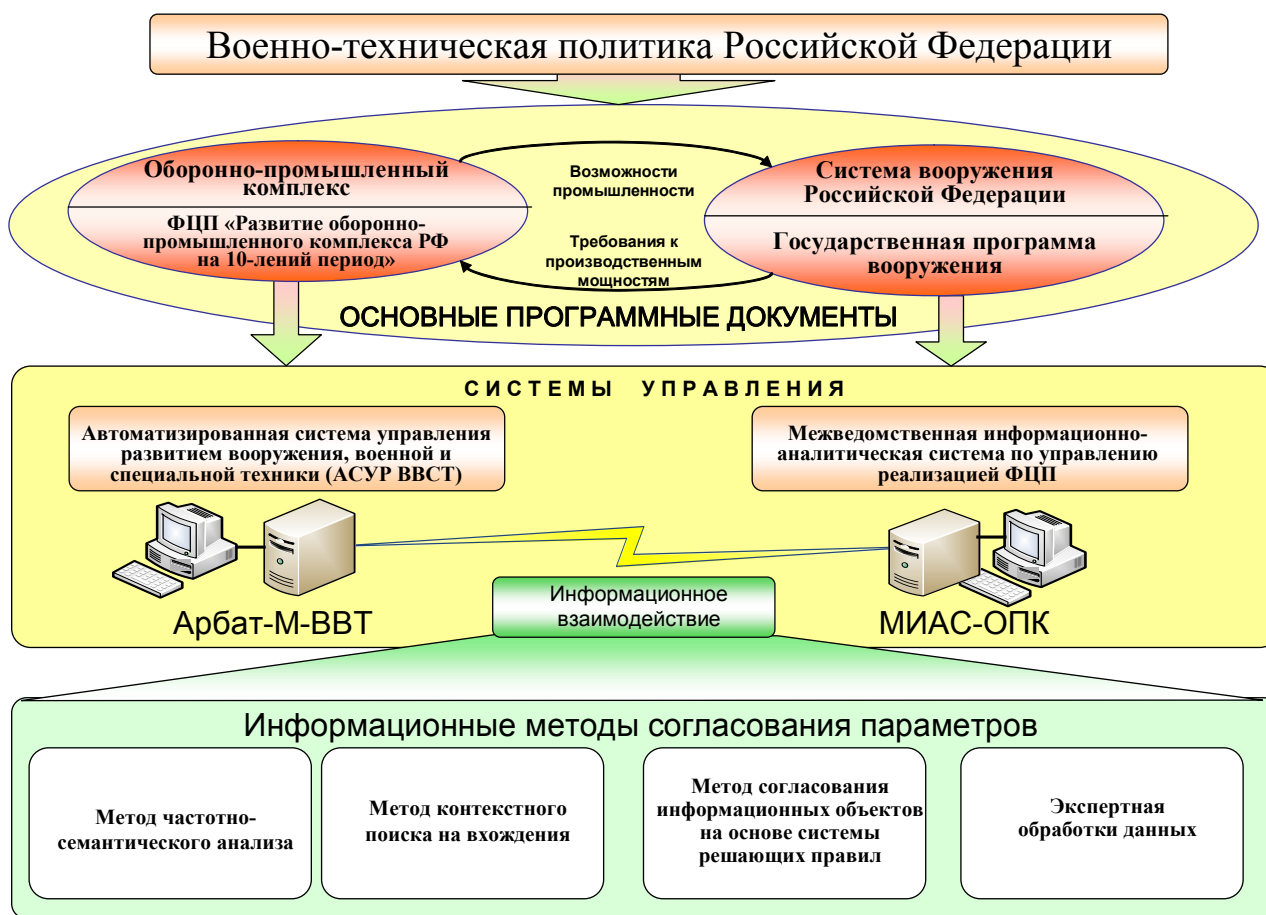 Военно-техническая политика Российской Федерации
Оборонно-промышленный
комплекс
ФЦП «Развитие оборонно-
промышленного комплекса РФ
на 10-лений период»
Возможности
промышленности
Требования к
производственным
мощностям
Система вооружения
Российской Федерации
Государственная программа
вооружения
ОСНОВНЫЕ ПРОГРАММНЫЕ ДОКУМЕНТЫ
СИСТЕМЫ УПРАВЛЕНИЯ
Автоматизированная система управления
развитием вооружения, военной и
специальной техники (АСУР ВВСТ)
Межведомственная информационно-
аналитическая система по управлению
реализацией ФЦП
Арбат-М-ВВТ
Информационное
взаимодействие
МИАС-ОПК
Информационные методы согласования параметров
Метод частотно-
семантического анализа
Метод контекстного
поиска на вхождения
Метод согласования
информационных объектов
на основе системы
решающих правил
Экспертная
обработки данных